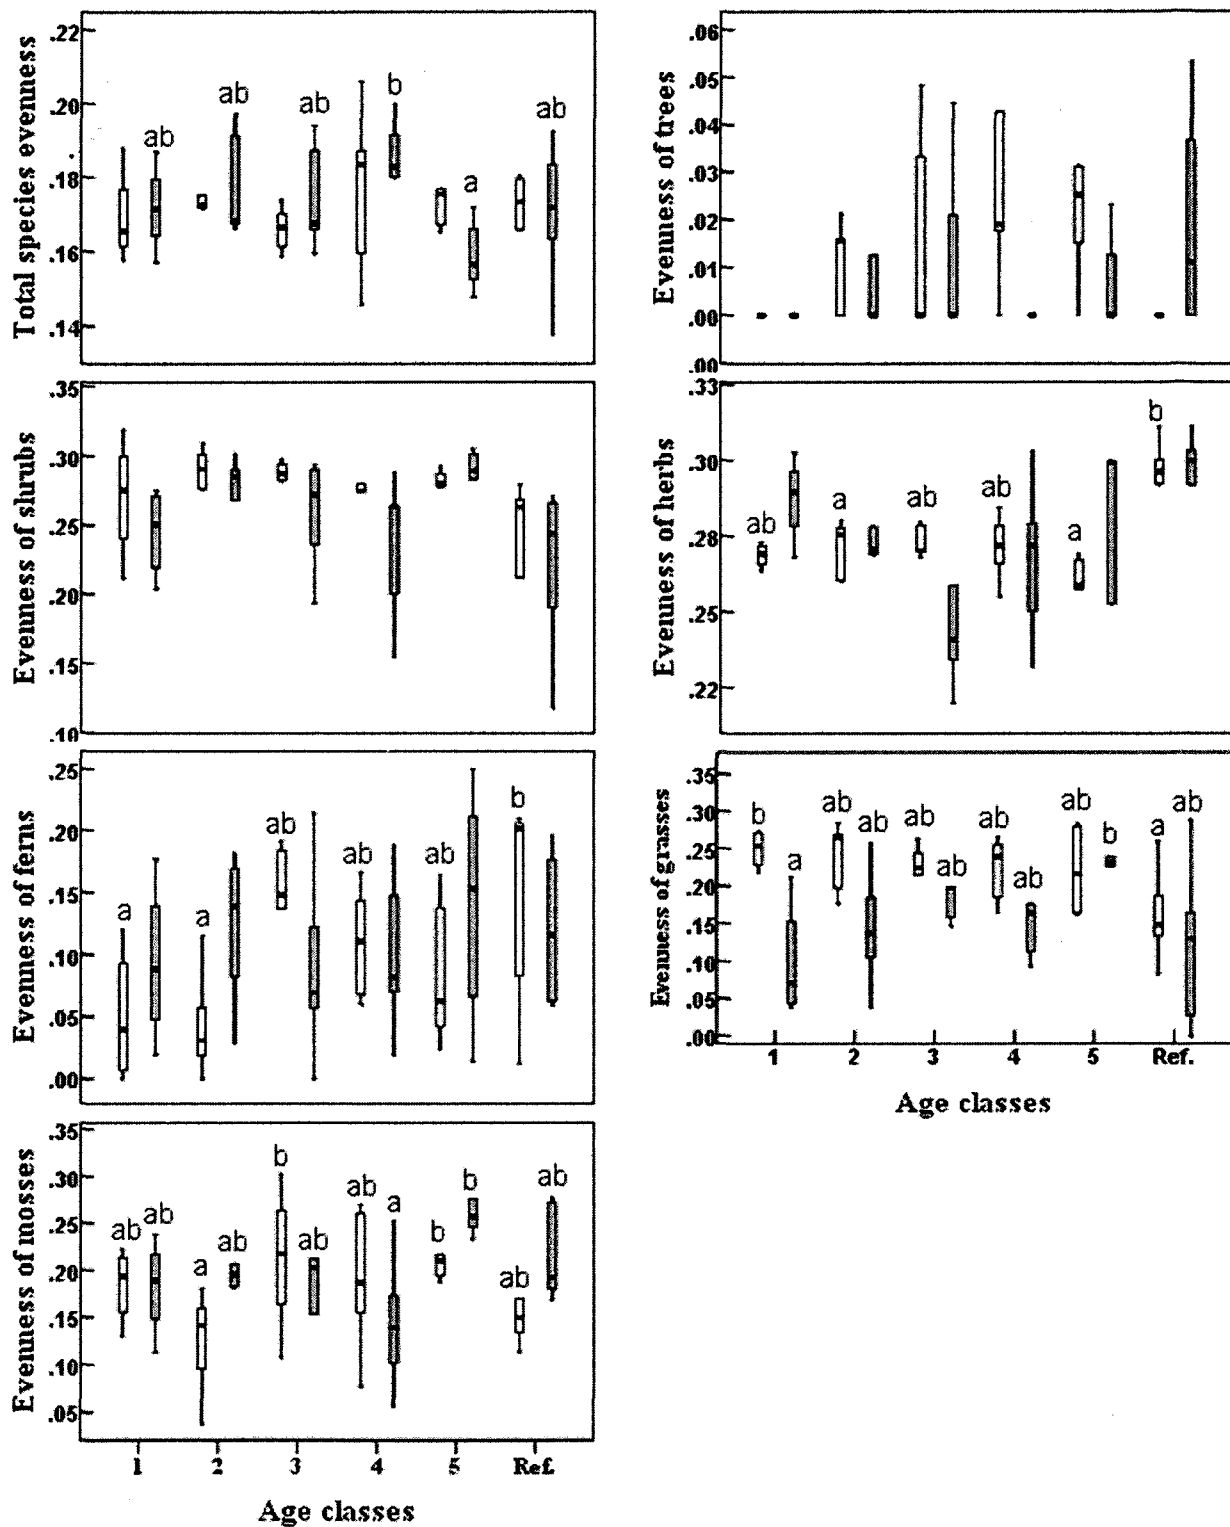 Total species evenness
.22
.20
.18
.16
.14
ab
ab
ab
b
a
ab
Evenness of trees
.06
.05
.04
.03
.02
.01
.00
.00
Evenness of slurubs
.35
.30
.25
.20
.15
.10
Evenness of herbs
.33
.30
.28
.25
.22
ab
a
ab
ab
a
b
Evenness of ferns
.25
.20
.15
.10
.05
.00
a
a
ab
ab
ab
b
Evenness of grasses
.35
.30
.25
.20
.15
.10
.05
.00
b
a
ab
ab
ab
ab
ab
ab
ab
b
a
ab
1 2 3 4 5 Ref.
Age classes
Evenness of mosses
.35
.30
.25
.20
.15
.10
.05
ab
ab
a
ab
b
ab
ab
a
b
b
ab
ab
1 2 3 4 5 Ref.
Age classes